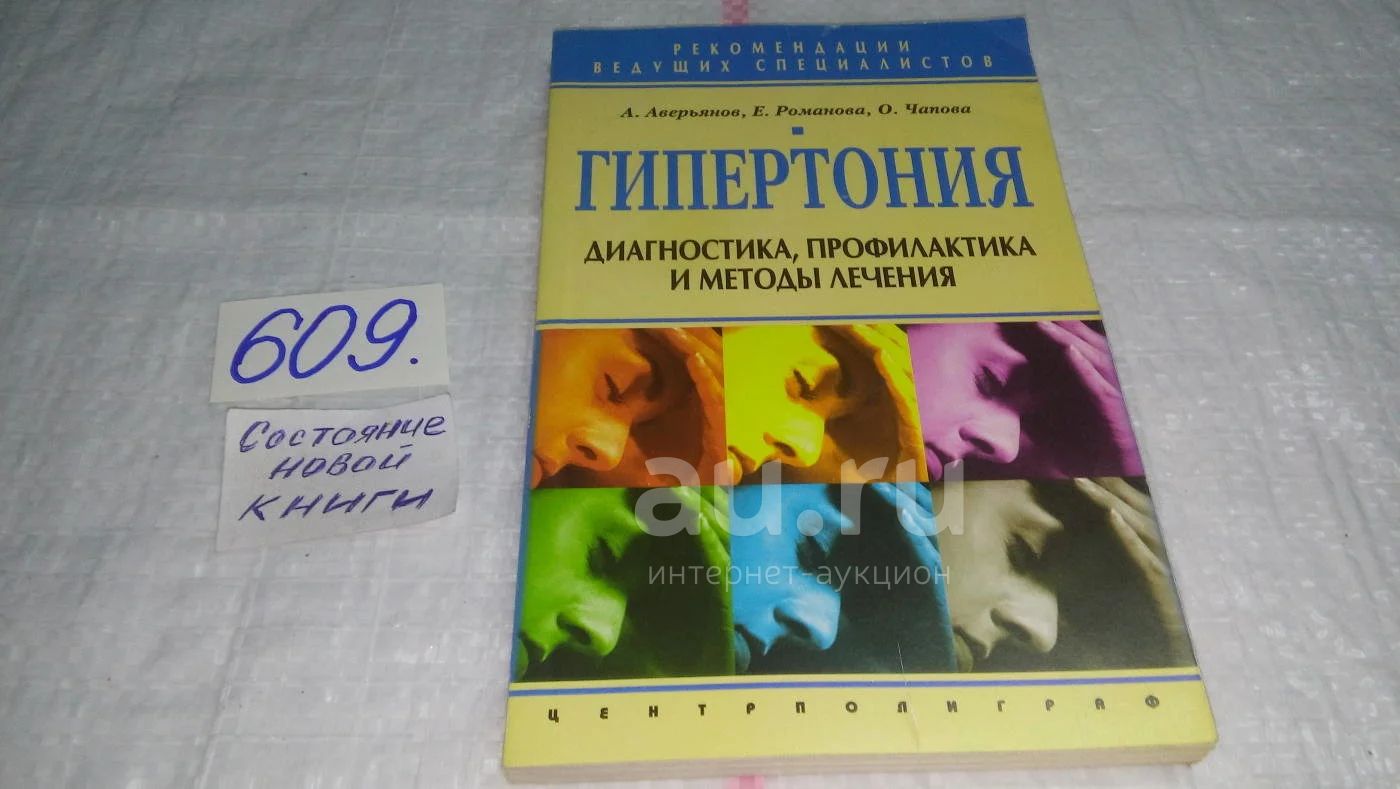 РЕКОМЕНДАЦИИ
ВЕДУЩИХ СПЕЦИАЛИСТОВ
А. Аверьянов, Е. Романова, О. Чапова
ГИПЕРТОНИЯ
ДИАГНОСТИКА, ПРОФИЛАКТИКА
И МЕТОДЫ ЛЕЧЕНИЯ
609.
Состояние
новой
книги
au.ru
интернет-аукцион
ЦЕНТРПОЛИГРАФ